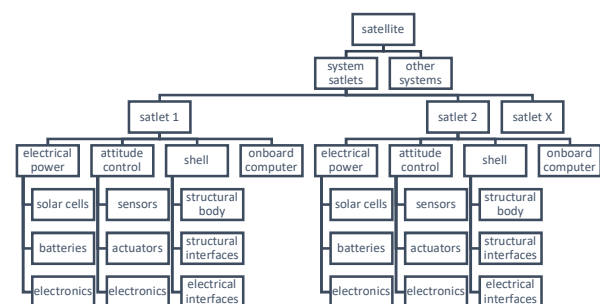 satellite
system
satlets
other
systems
satlet 1
satlet 2
satlet X
electrical
power
attitude
control
shell
onboard
computer
electrical
power
attitude
control
shell
onboard
computer
solar cells
sensors
structural
body
solar cells
sensors
structural
body
batteries
actuators
structural
interfaces
batteries
actuators
structural
interfaces
electronics
electronics
electrical
interfaces
electronics
electronics
electrical
interfaces